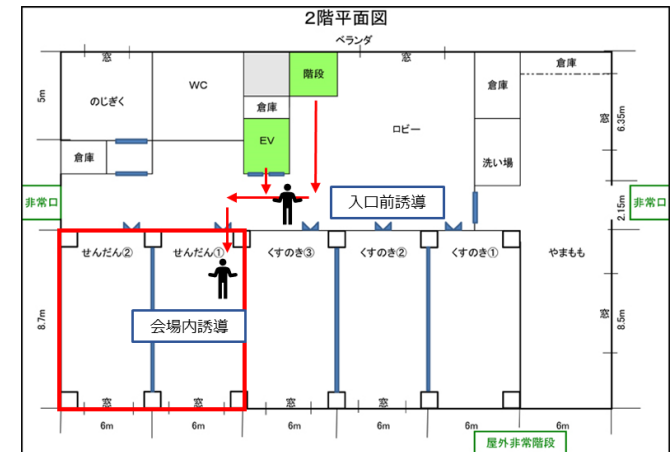 2階平面図
ベランダ
窓
窓
のじぎく
WC
階段
倉庫
倉庫
倉庫
EV
ロビー
倉庫
洗い場
5m
窓
6.35m
非常口
入口前誘導
2.15m
非常口
せんだん②
せんだん①
くすのき③
くすのき②
くすのき①
やまもも
会場内誘導
8.7m
窓
8.5m
窓
窓
窓
窓
窓
6m
6m
6m
6m
6m
6m
屋外非常階段